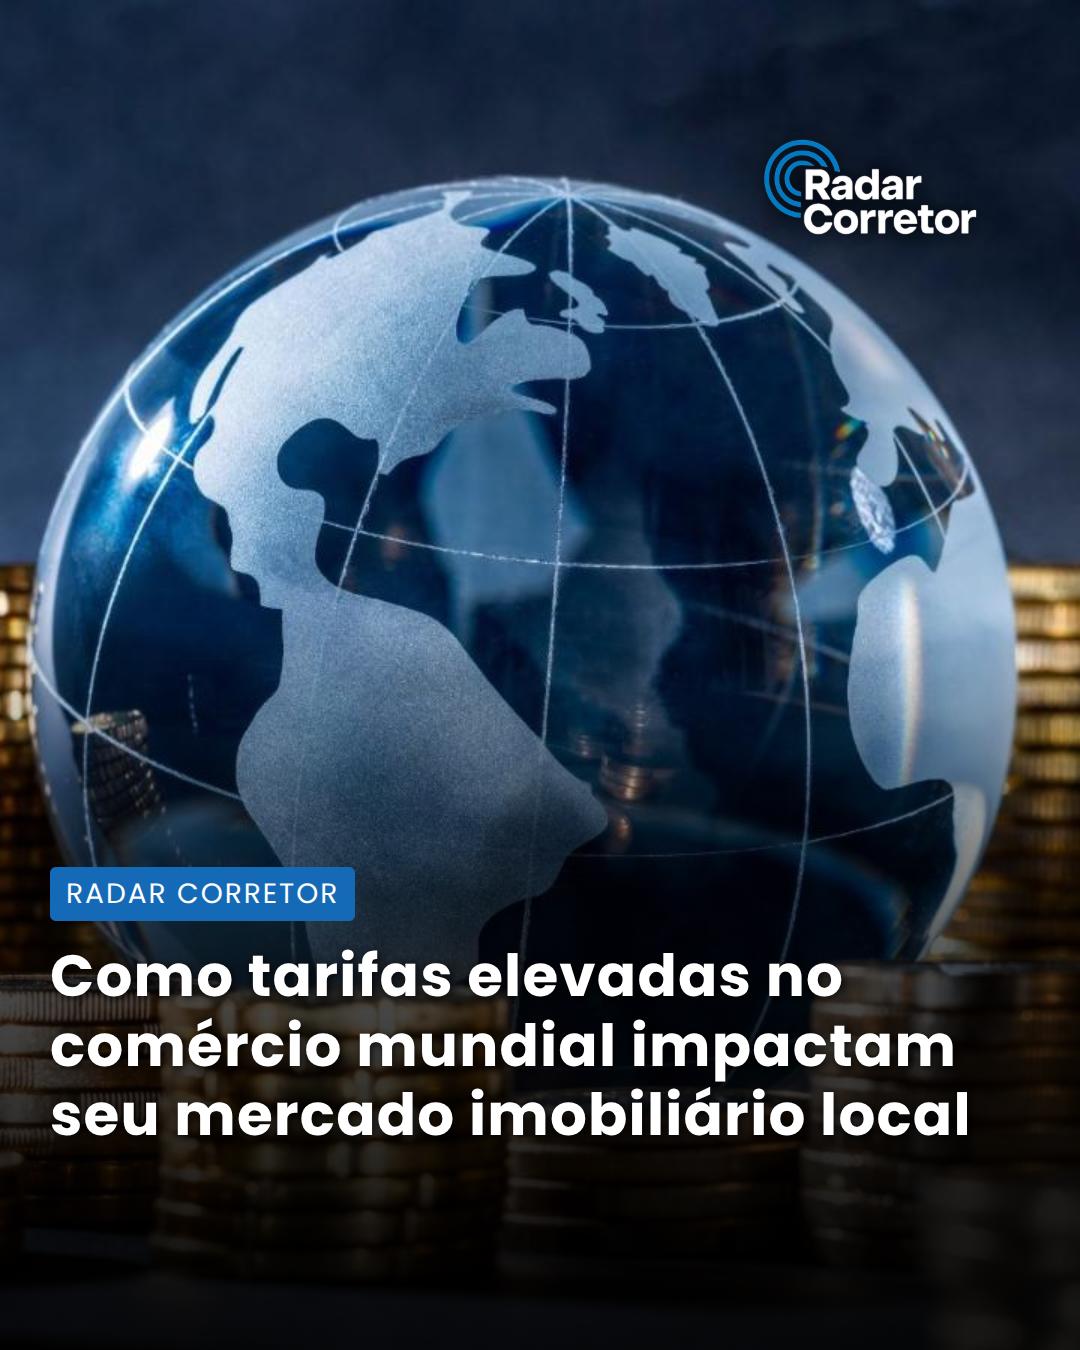 Radar
Corretor
RADAR CORRETOR
Como tarifas elevadas no
comércio mundial impactam
seu mercado imobiliário local